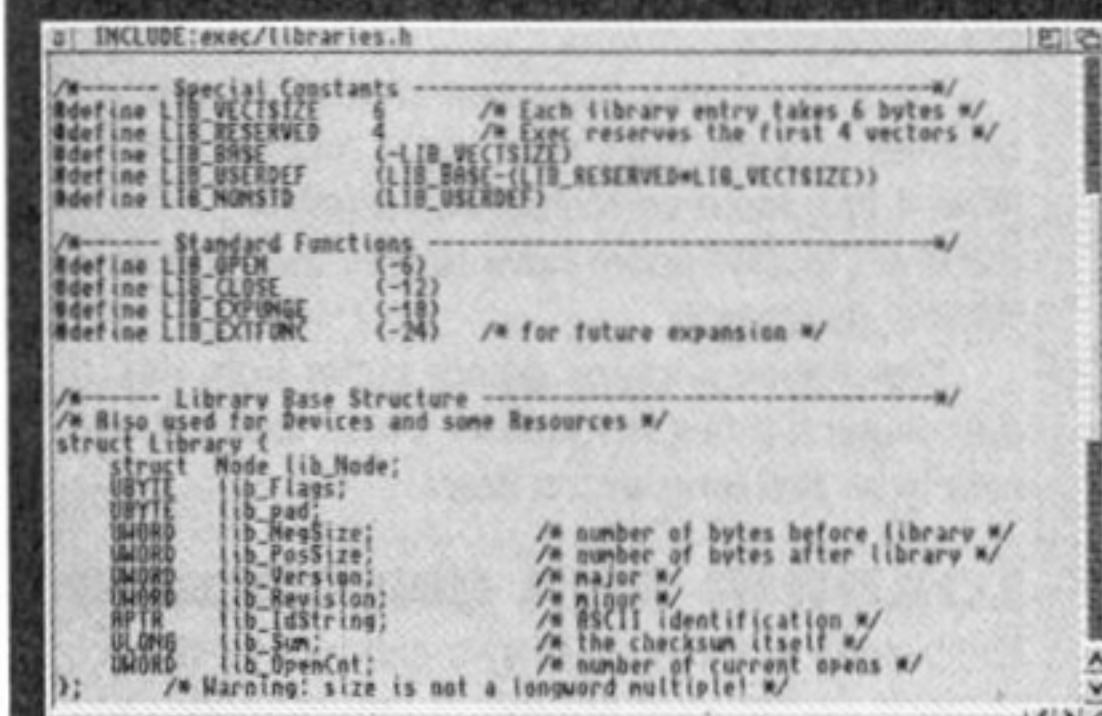 INCLUDE:exec/libraries.h
/*------ Special Constants ---------------------------------------*/
#define LIB_VECTSIZE    6       /* Each library entry takes 6 bytes */
#define LIB_RESERVED    4       /* Exec reserves the first 4 vectors */
#define LIB_BASE        (-LIB_VECTSIZE)
#define LIB_USERDEF     (LIB_BASE-(LIB_RESERVED*LIB_VECTSIZE))
#define LIB_NONSTD      (LIB_USERDEF)
/*------ Standard Functions --------------------------------------*/
#define LIB_OPEN        (-6)
#define LIB_CLOSE       (-12)
#define LIB_EXPUNGE     (-18)
#define LIB_EXTFUNC     (-24)   /* for future expansion */
/*------ Library Base Structure ----------------------------------*/
/* Also used for Devices and some Resources */
struct Library {
    struct  Node lib_Node;
    UBYTE   lib_Flags;
    UBYTE   lib_pad;
    UWORD   lib_NegSize;            /* number of bytes before library */
    UWORD   lib_PosSize;            /* number of bytes after library */
    UWORD   lib_Version;            /* major */
    UWORD   lib_Revision;           /* minor */
    APTR    lib_IdString;           /* ASCII identification */
    ULONG   lib_Sum;                /* the checksum itself */
    UWORD   lib_OpenCnt;            /* number of current opens */
};      /* Warning: size is not a longword multiple! */